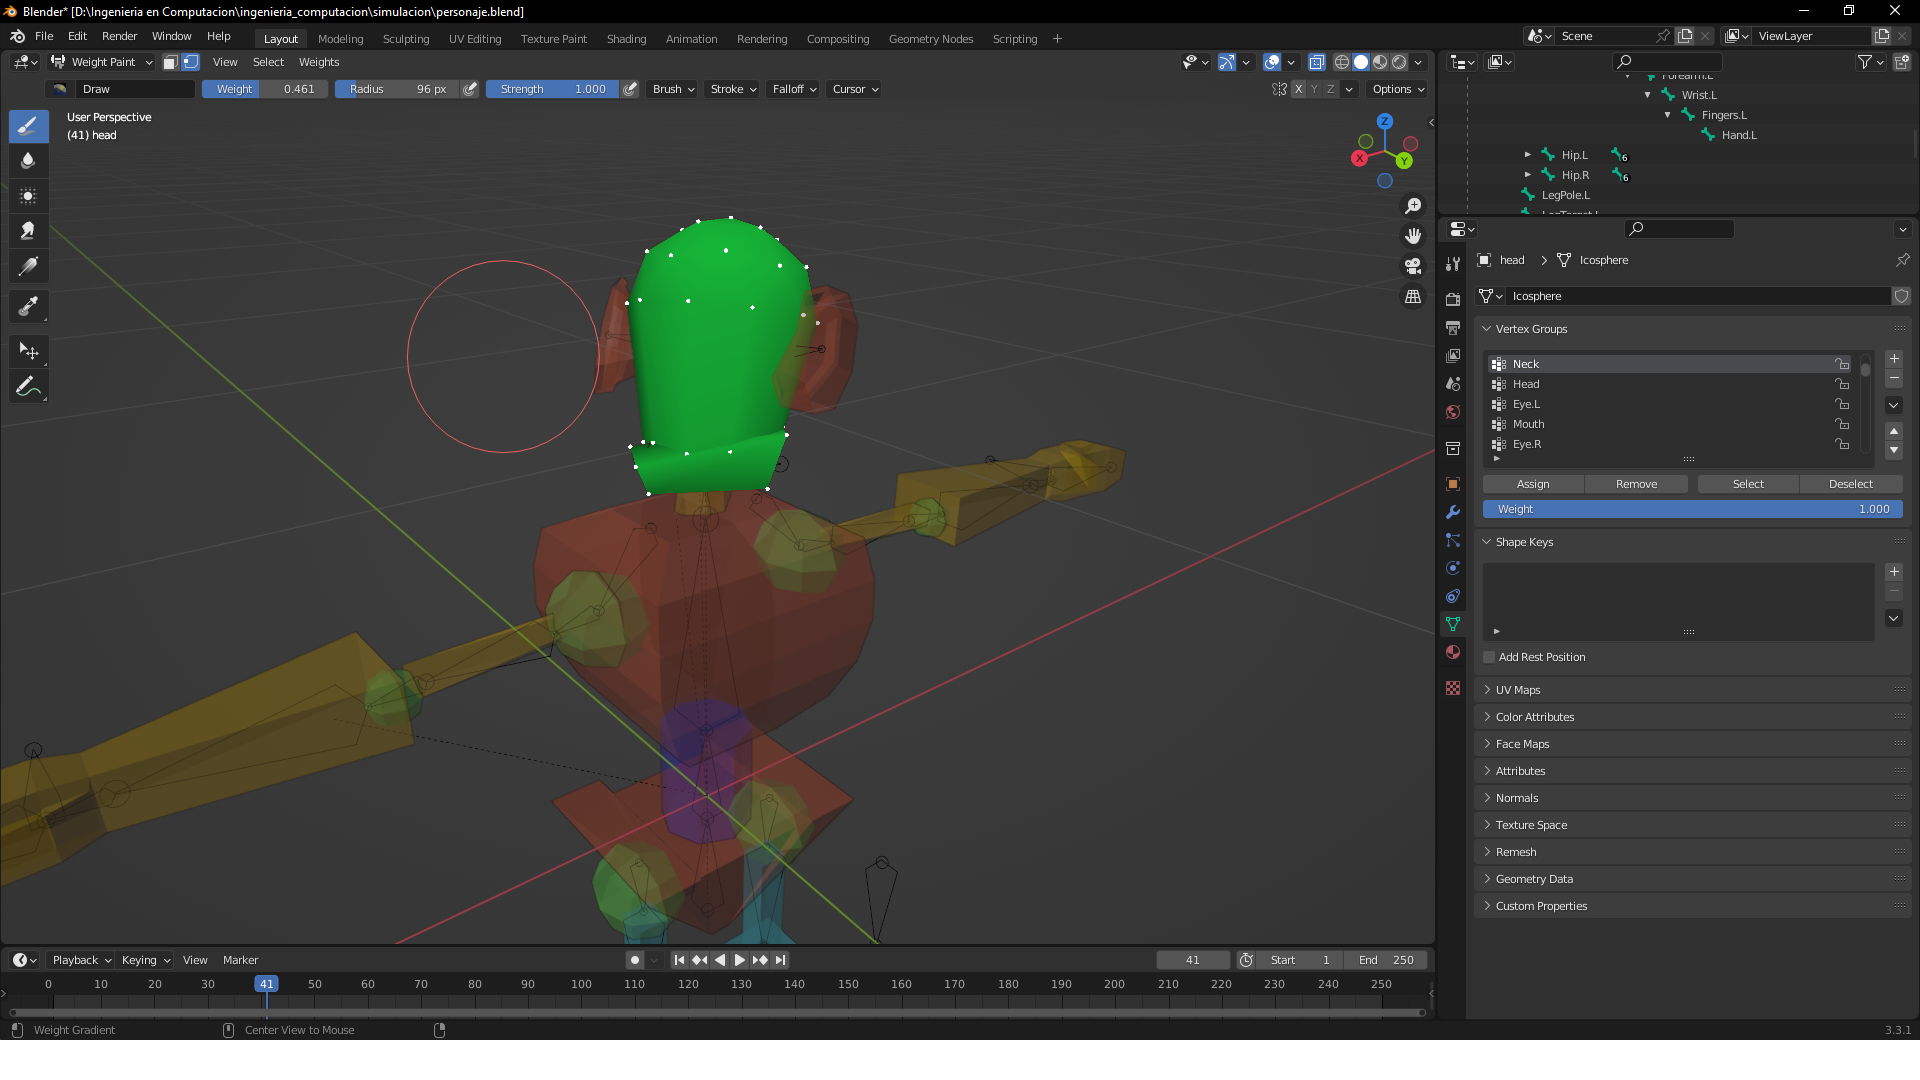 Blender* [D:\Ingenieria en Computacion\ingenieria_computacion\simulacion\personaje.blend]
File Edit Render Window Help Layout Modeling Sculpting UV Editing Texture Paint Shading Animation Rendering Compositing Geometry Nodes Scripting + Scene ViewLayer
Weight Paint View Select Weights
Draw Weight 0.461 Radius 96 px Strength 1.000 Brush Stroke Falloff Cursor X Y Z Options
User Perspective
(41) head
Z
X
Y
Forearm.L
Wrist.L
Fingers.L
Hand.L
Hip.L 6
Hip.R 6
LegPole.L
LegTarget.L
head Icosphere
Icosphere
Vertex Groups
Neck
Head
Eye.L
Mouth
Eye.R
Assign Remove Select Deselect
Weight 1.000
Shape Keys
Add Rest Position
UV Maps
Color Attributes
Face Maps
Attributes
Normals
Texture Space
Remesh
Geometry Data
Custom Properties
Playback Keying View Marker 41 Start 1 End 250
0 10 20 30 41 50 60 70 80 90 100 110 120 130 140 150 160 170 180 190 200 210 220 230 240 250
Weight Gradient Center View to Mouse 3.3.1